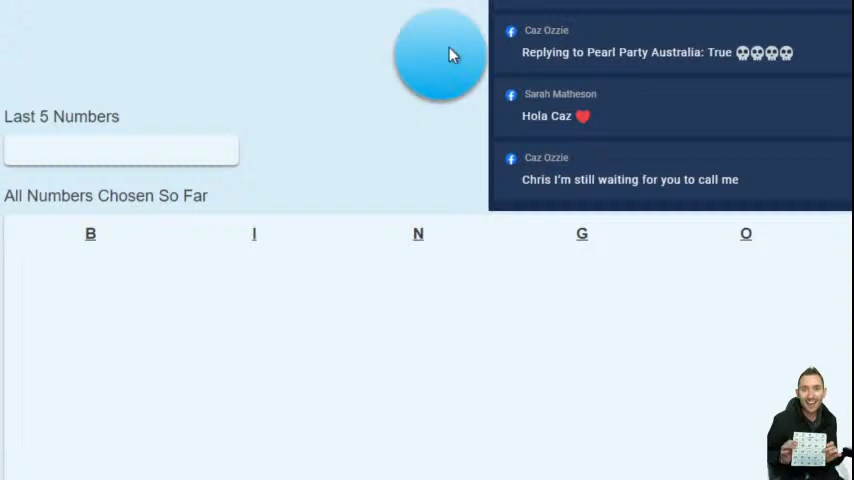 Caz Ozzie
Replying to Pearl Party Australia: True 💀💀💀💀
Sarah Matheson
Hola Caz ❤️
Caz Ozzie
Chris I'm still waiting for you to call me
Last 5 Numbers
All Numbers Chosen So Far
B I N G O